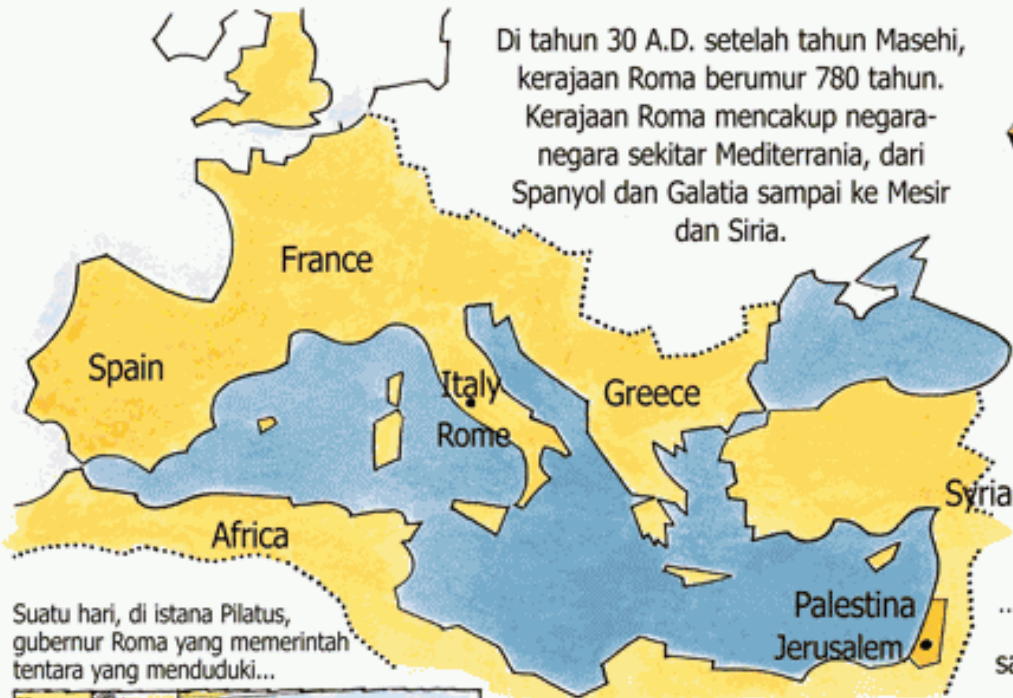 Di tahun 30 A.D. setelah tahun Masehi,
kerajaan Roma berumur 780 tahun.
Kerajaan Roma mencakup negara-
negara sekitar Mediterrania, dari
Spanyol dan Galatia sampai ke Mesir
dan Siria.
France
Spain
Italy
Greece
Rome
Syria
Africa
Palestina
Jerusalem
Suatu hari, di istana Pilatus,
gubernur Roma yang memerintah
tentara yang menduduki...